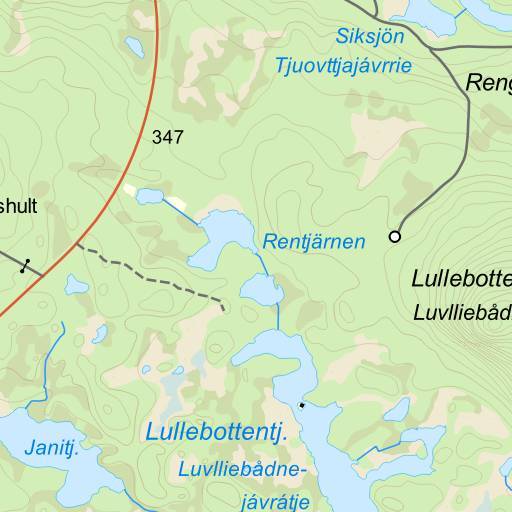 Siksjön
Tjuovttjajávrrie
Reng
347
shult
Rentjärnen
Lullebotte
Luvlliebåd
Lullebottentj.
Janitj.
Luvlliebådne-
jávrátje